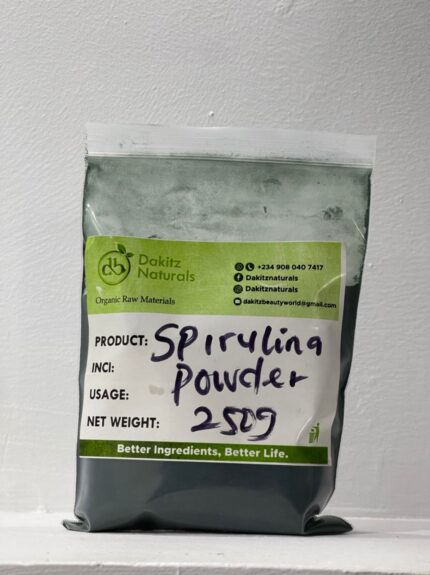 Dakitz
Naturals
Organic Raw Materials
+234 908 040 7417
Dakitznaturals
Dakitznaturals
dakitzbeautyworld@gmail.com
PRODUCT: Spirulina
INCI: Powder
USAGE:
NET WEIGHT: 250g
Better Ingredients, Better Life.